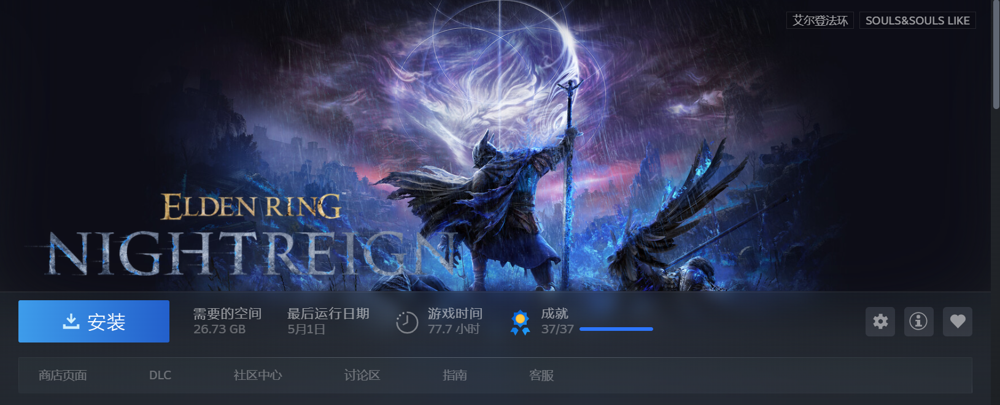 艾尔登法环
SOULS&SOULS LIKE
ELDEN RING™
NIGHTREIGN
安装
需要的空间
26.73 GB
最后运行日期
5月1日
游戏时间
77.7 小时
成就
37/37
商店页面
DLC
社区中心
讨论区
指南
客服